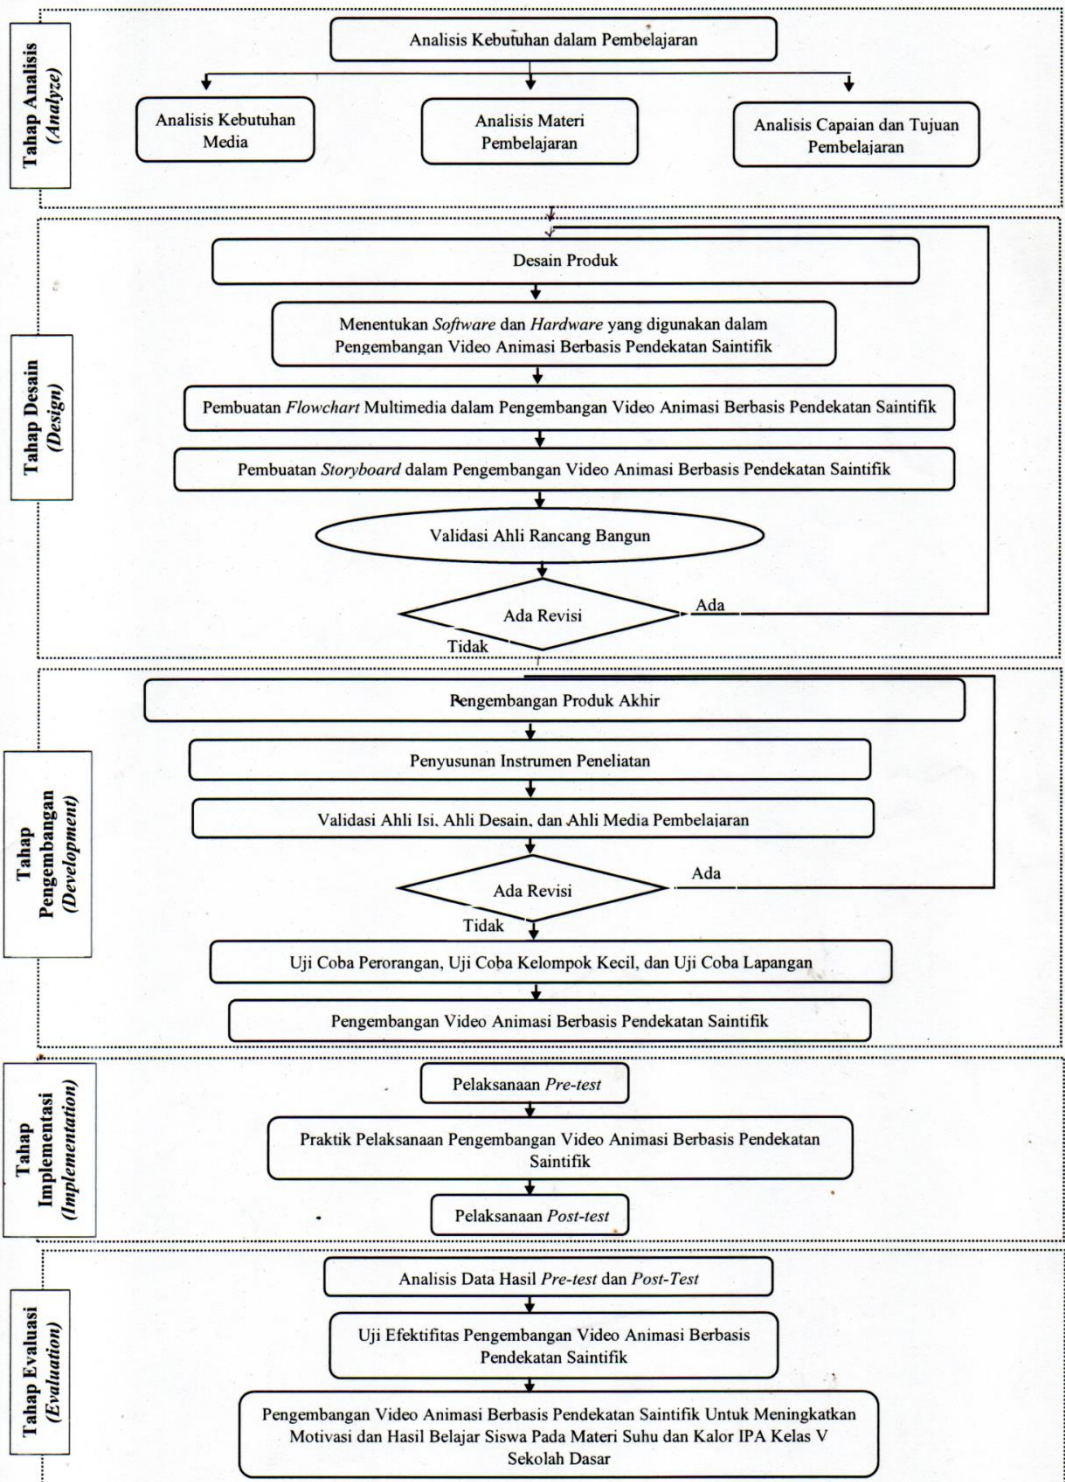 Tahap Analisis
(Analyze)
Analisis Kebutuhan dalam Pembelajaran
Analisis Kebutuhan
Media
Analisis Materi
Pembelajaran
Analisis Capaian dan Tujuan
Pembelajaran
Tahap Desain
(Design)
Desain Produk
Menentukan Software dan Hardware yang digunakan dalam
Pengembangan Video Animasi Berbasis Pendekatan Saintifik
Pembuatan Flowchart Multimedia dalam Pengembangan Video Animasi Berbasis Pendekatan Saintifik
Pembuatan Storyboard dalam Pengembangan Video Animasi Berbasis Pendekatan Saintifik
Validasi Ahli Rancang Bangun
Ada Revisi
Ada
Tidak
Tahap
Pengembangan
(Development)
Pengembangan Produk Akhir
Penyusunan Instrumen Peneliatan
Validasi Ahli Isi, Ahli Desain, dan Ahli Media Pembelajaran
Ada Revisi
Ada
Tidak
Uji Coba Perorangan, Uji Coba Kelompok Kecil, dan Uji Coba Lapangan
Pengembangan Video Animasi Berbasis Pendekatan Saintifik
Tahap
Implementasi
(Implementation)
Pelaksanaan Pre-test
Praktik Pelaksanaan Pengembangan Video Animasi Berbasis Pendekatan
Saintifik
Pelaksanaan Post-test
Tahap Evaluasi
(Evaluation)
Analisis Data Hasil Pre-test dan Post-Test
Uji Efektifitas Pengembangan Video Animasi Berbasis
Pendekatan Saintifik
Pengembangan Video Animasi Berbasis Pendekatan Saintifik Untuk Meningkatkan
Motivasi dan Hasil Belajar Siswa Pada Materi Suhu dan Kalor IPA Kelas V
Sekolah Dasar